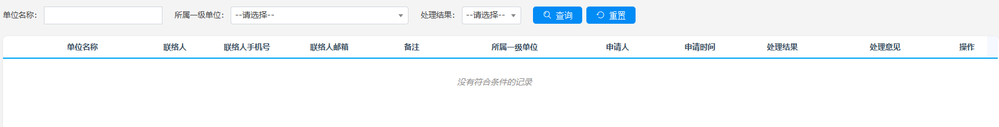 单位名称: 所属一级单位: --请选择-- 处理结果: --请选择-- 查询 重置
单位名称 联络人 联络人手机号 联络人邮箱 备注 所属一级单位 申请人 申请时间 处理结果 处理意见 操作
没有符合条件的记录